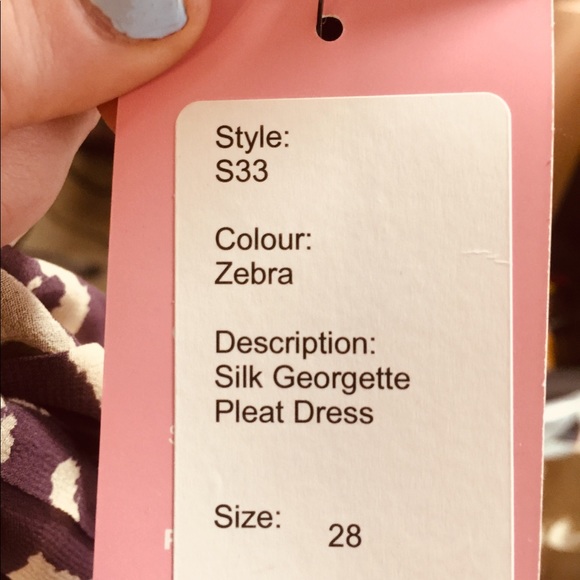 Style:
S33
Colour:
Zebra
Description:
Silk Georgette
Pleat Dress
Size: 28